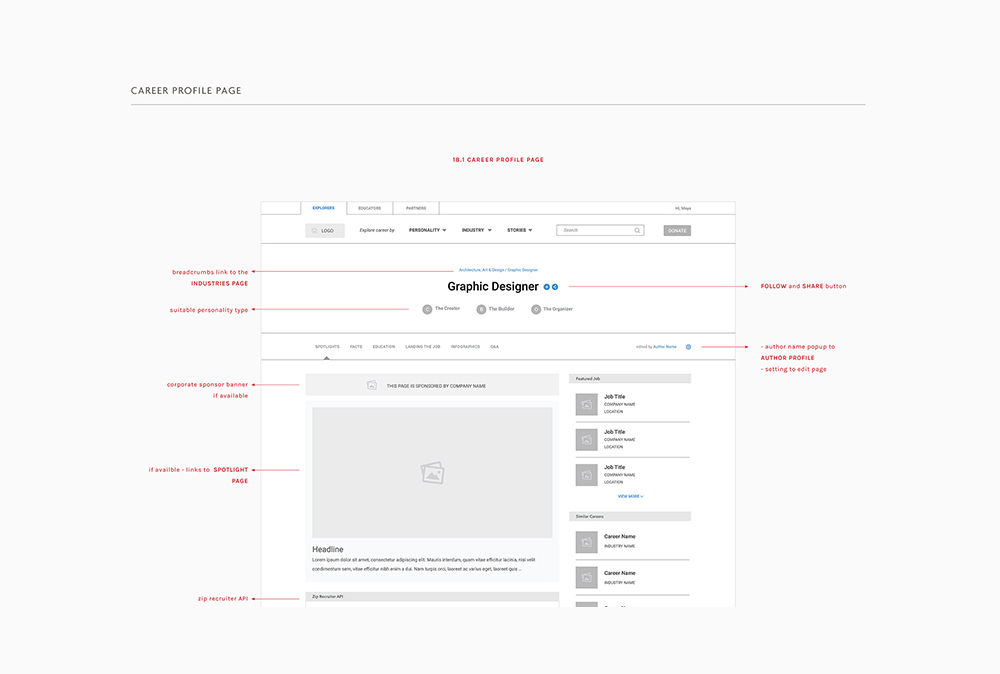 CAREER PROFILE PAGE
1B.1 CAREER PROFILE PAGE
EXPLORERS EDUCATORS PARTNERS Hi, Maya
LOGO Explore career by PERSONALITY INDUSTRY STORIES Search DONATE
breadcrumbs link to the
INDUSTRIES PAGE
Architecture, Art & Design / Graphic Designer
Graphic Designer
FOLLOW and SHARE button
suitable personality type
C The Creator B The Builder O The Organizer
SPOTLIGHTS FACTS EDUCATION LANDING THE JOB INFOGRAPHICS Q&A edited by Author Name
- author name popup to
AUTHOR PROFILE
- setting to edit page
corporate sponsor banner
if available
THIS PAGE IS SPONSORED BY COMPANY NAME
if availble - links to SPOTLIGHT
PAGE
Headline
Lorem ipsum dolor sit amet, consectetur adipiscing elit. Mauris interdum, quam vitae efficitur lacinia, nisi velit
condimentum sem, vitae efficitur nibh enim a dui. Nam turpis orci, laoreet ac varius eget, laoreet quis ...
zip recruiter API
Zip Recruiter API
Featured Job
Job Title
COMPANY NAME
LOCATION
Job Title
COMPANY NAME
LOCATION
Job Title
COMPANY NAME
LOCATION
VIEW MORE
Similar Careers
Career Name
INDUSTRY NAME
Career Name
INDUSTRY NAME